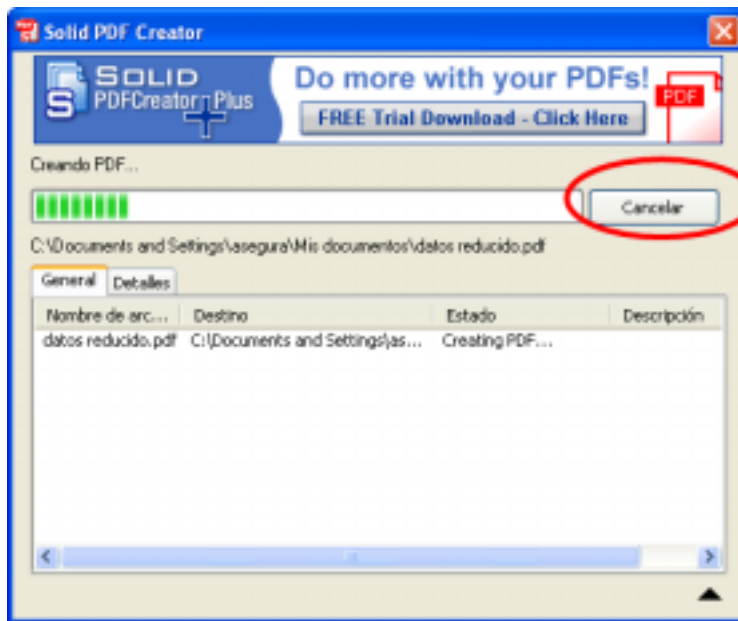 Solid PDF Creator
SOLID
PDFCreator Plus
Do more with your PDFs!
FREE Trial Download - Click Here
PDF
Creando PDF...
Cancelar
C:\Documents and Settings\asegura\Mis documentos\datos reducido.pdf
General Detalles
Nombre de arc... Destino Estado Descripción
datos reducido.pdf C:\Documents and Settings\as... Creating PDF...